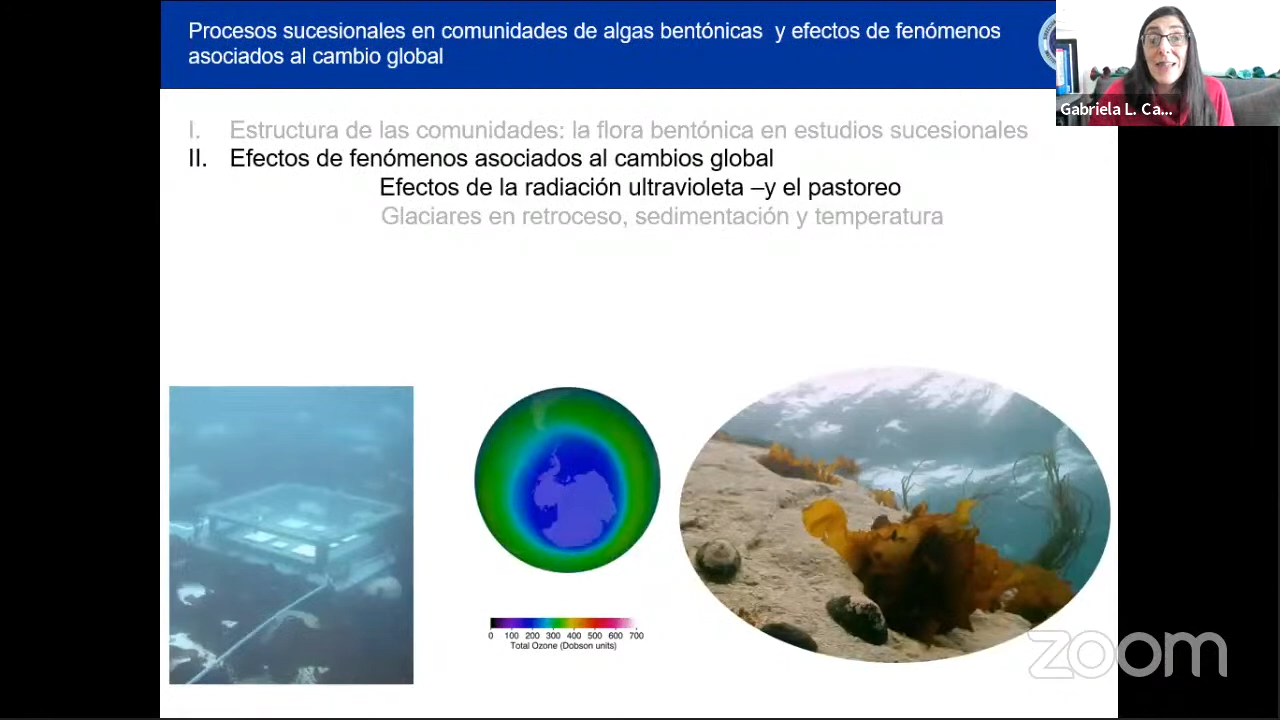 Procesos sucesionales en comunidades de algas bentónicas y efectos de fenómenos
asociados al cambio global
Gabriela L. Ca...
I. Estructura de las comunidades: la flora bentónica en estudios sucesionales
II. Efectos de fenómenos asociados al cambios global
Efectos de la radiación ultravioleta –y el pastoreo
Glaciares en retroceso, sedimentación y temperatura
0 100 200 300 400 500 600 700
Total Ozone (Dobson units)
zoom